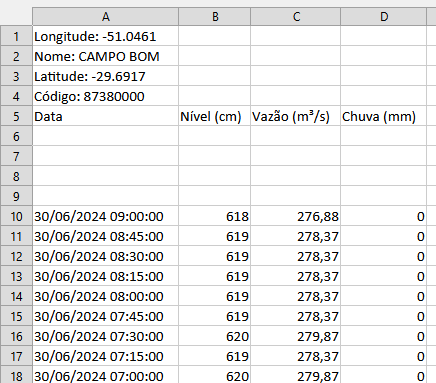 A B C D
1 Longitude: -51.0461
2 Nome: CAMPO BOM
3 Latitude: -29.6917
4 Código: 87380000
5 Data Nível (cm) Vazão (m³/s) Chuva (mm)
6
7
8
9
10 30/06/2024 09:00:00 618 276,88 0
11 30/06/2024 08:45:00 619 278,37 0
12 30/06/2024 08:30:00 619 278,37 0
13 30/06/2024 08:15:00 619 278,37 0
14 30/06/2024 08:00:00 619 278,37 0
15 30/06/2024 07:45:00 619 278,37 0
16 30/06/2024 07:30:00 620 279,87 0
17 30/06/2024 07:15:00 619 278,37 0
18 30/06/2024 07:00:00 620 279,87 0